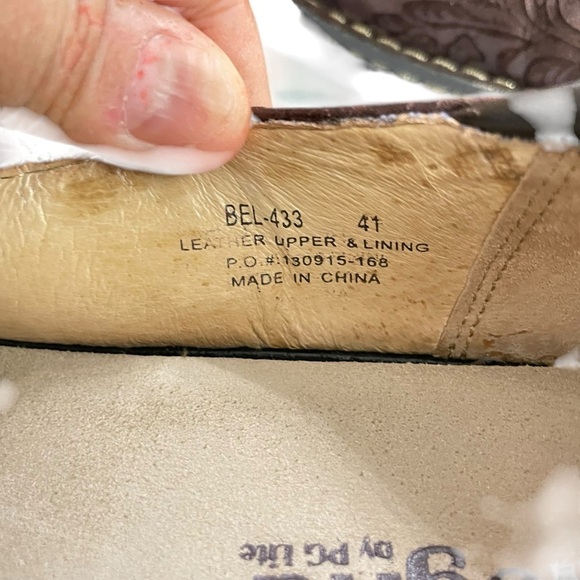 BEL-433 41
LEATHER UPPER & LINING
P.O.#:130915-168
MADE IN CHINA
by PG Lite